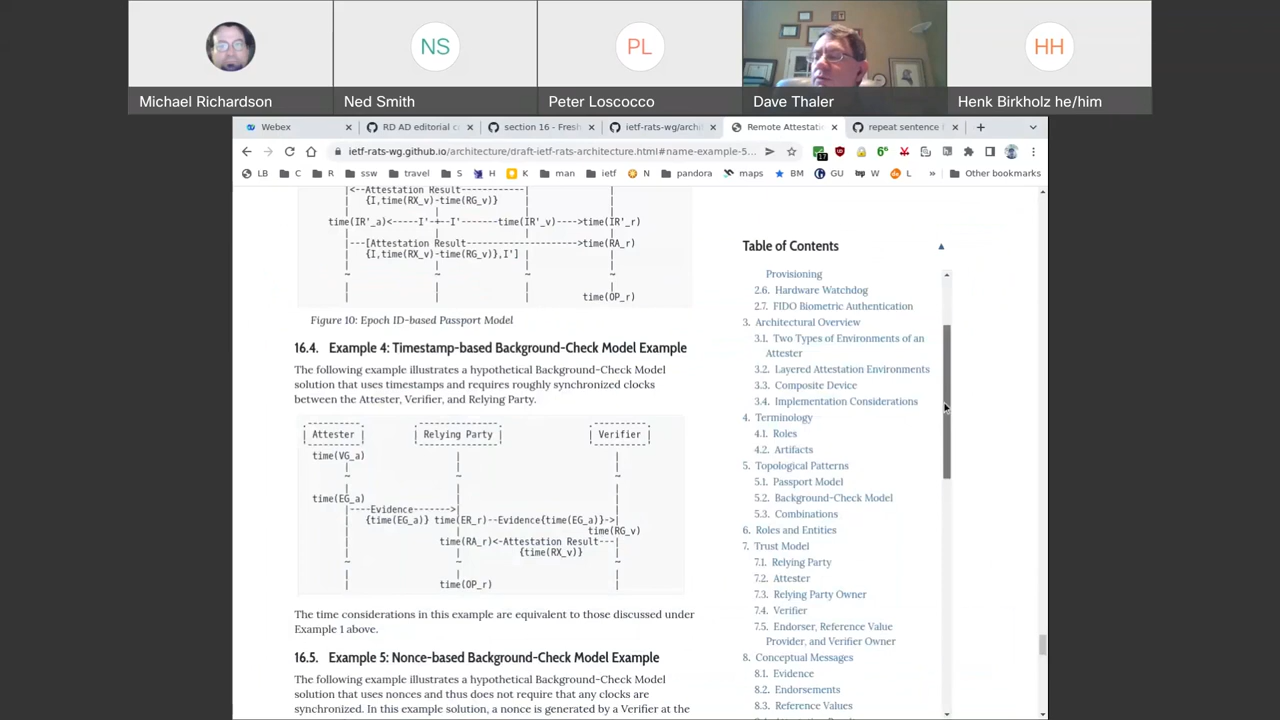 NS
PL
HH
Michael Richardson
Ned Smith
Peter Loscocco
Dave Thaler
Henk Birkholz he/him
Webex
RD AD editorial c
section 16 - Fresh
ietf-rats-wg/archi
Remote Attestati
repeat sentence f
ietf-rats-wg.github.io/architecture/draft-ietf-rats-architecture.html#name-example-5...
17
6°
LB
C
R
ssw
travel
S
H
K
man
ietf
N
pandora
maps
BM
GU
bp W
L
»
Other bookmarks
|<--Attestation Result------------| |
| {I,time(RX_v)-time(RG_v)} | |
time(IR'_a)<-----I'--+--I'------time(IR'_v)---->time(IR'_r)
|---[Attestation Result--------------------->time(RA_r)
| {I,time(RX_v)-time(RG_v)},I'] | |
~ ~ ~ ~
| | | time(OP_r)
Figure 10: Epoch ID-based Passport Model
16.4. Example 4: Timestamp-based Background-Check Model Example
The following example illustrates a hypothetical Background-Check Model
solution that uses timestamps and requires roughly synchronized clocks
between the Attester, Verifier, and Relying Party.
.----------. .---------------. .----------.
| Attester | | Relying Party | | Verifier |
'----------' '---------------' '----------'
time(VG_a) | |
| | |
~ ~ ~
| | |
time(EG_a) | |
|----Evidence------->| |
| {time(EG_a)} time(ER_r)--Evidence{time(EG_a)}->|
| | time(RG_v)
| time(RA_r)<-Attestation Result---|
| | {time(RX_v)} |
~ ~ ~
| | |
| time(OP_r) |
The time considerations in this example are equivalent to those discussed under
Example 1 above.
16.5. Example 5: Nonce-based Background-Check Model Example
The following example illustrates a hypothetical Background-Check Model
solution that uses nonces and thus does not require that any clocks are
synchronized. In this example solution, a nonce is generated by a Verifier at the
Table of Contents
Provisioning
2.6. Hardware Watchdog
2.7. FIDO Biometric Authentication
3. Architectural Overview
3.1. Two Types of Environments of an
Attester
3.2. Layered Attestation Environments
3.3. Composite Device
3.4. Implementation Considerations
4. Terminology
4.1. Roles
4.2. Artifacts
5. Topological Patterns
5.1. Passport Model
5.2. Background-Check Model
5.3. Combinations
6. Roles and Entities
7. Trust Model
7.1. Relying Party
7.2. Attester
7.3. Relying Party Owner
7.4. Verifier
7.5. Endorser, Reference Value
Provider, and Verifier Owner
8. Conceptual Messages
8.1. Evidence
8.2. Endorsements
8.3. Reference Values